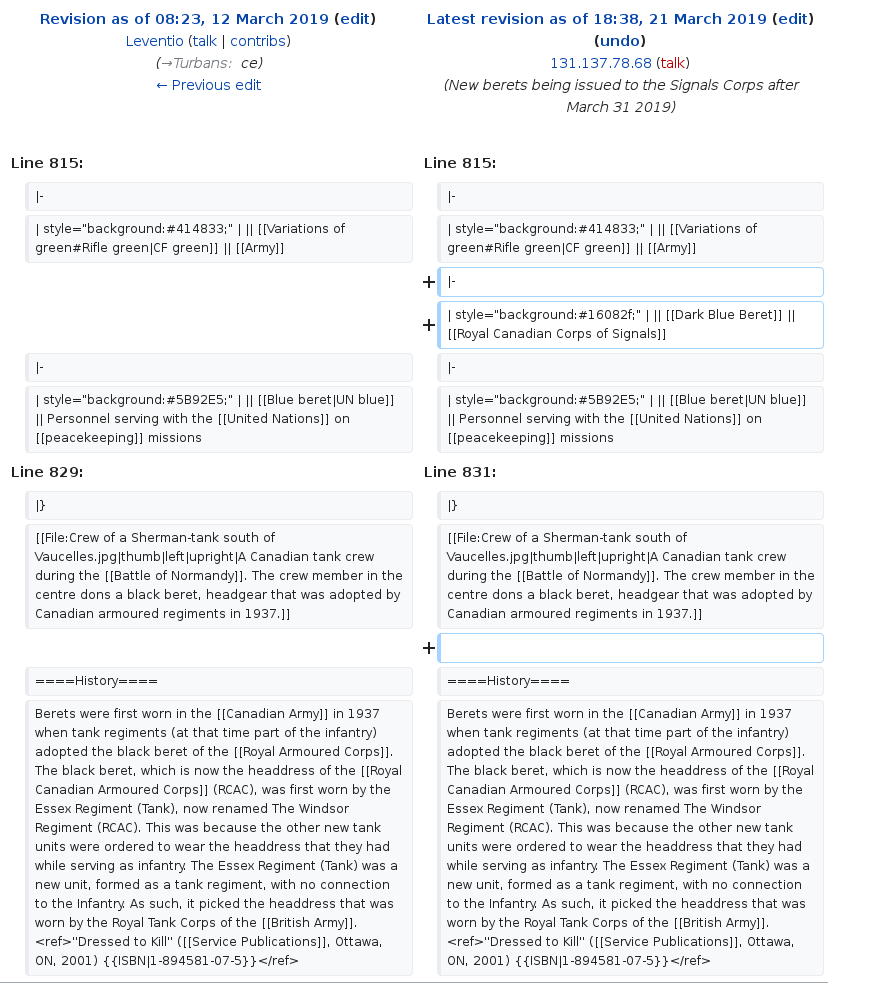 Revision as of 08:23, 12 March 2019 (edit)
Leventio (talk | contribs)
(→Turbans: ce)
← Previous edit
Latest revision as of 18:38, 21 March 2019 (edit)
(undo)
131.137.78.68 (talk)
(New berets being issued to the Signals Corps after
March 31 2019)
Line 815:
Line 815:
|-
|-
| style="background:#414833;" | || [[Variations of
green#Rifle green|CF green]] || [[Army]]
| style="background:#414833;" | || [[Variations of
green#Rifle green|CF green]] || [[Army]]
+ |-
+ | style="background:#16082f;" | || [[Dark Blue Beret]] ||
[[Royal Canadian Corps of Signals]]
|-
|-
| style="background:#5B92E5;" | || [[Blue beret|UN blue]]
|| Personnel serving with the [[United Nations]] on
[[peacekeeping]] missions
| style="background:#5B92E5;" | || [[Blue beret|UN blue]]
|| Personnel serving with the [[United Nations]] on
[[peacekeeping]] missions
Line 829:
Line 831:
|}
|}
[[File:Crew of a Sherman-tank south of
Vaucelles.jpg|thumb|left|upright|A Canadian tank crew
during the [[Battle of Normandy]]. The crew member in the
centre dons a black beret, headgear that was adopted by
Canadian armoured regiments in 1937.]]
[[File:Crew of a Sherman-tank south of
Vaucelles.jpg|thumb|left|upright|A Canadian tank crew
during the [[Battle of Normandy]]. The crew member in the
centre dons a black beret, headgear that was adopted by
Canadian armoured regiments in 1937.]]
+
====History====
====History====
Berets were first worn in the [[Canadian Army]] in 1937
when tank regiments (at that time part of the infantry)
adopted the black beret of the [[Royal Armoured Corps]].
The black beret, which is now the headdress of the [[Royal
Canadian Armoured Corps]] (RCAC), was first worn by the
Essex Regiment (Tank), now renamed The Windsor
Regiment (RCAC). This was because the other new tank
units were ordered to wear the headdress that they had
while serving as infantry. The Essex Regiment (Tank) was a
new unit, formed as a tank regiment, with no connection
to the Infantry. As such, it picked the headdress that was
worn by the Royal Tank Corps of the [[British Army]].
<ref>"Dressed to Kill" ([[Service Publications]], Ottawa,
ON, 2001) {{ISBN|1-894581-07-5}}</ref>
Berets were first worn in the [[Canadian Army]] in 1937
when tank regiments (at that time part of the infantry)
adopted the black beret of the [[Royal Armoured Corps]].
The black beret, which is now the headdress of the [[Royal
Canadian Armoured Corps]] (RCAC), was first worn by the
Essex Regiment (Tank), now renamed The Windsor
Regiment (RCAC). This was because the other new tank
units were ordered to wear the headdress that they had
while serving as infantry. The Essex Regiment (Tank) was a
new unit, formed as a tank regiment, with no connection
to the Infantry. As such, it picked the headdress that was
worn by the Royal Tank Corps of the [[British Army]].
<ref>"Dressed to Kill" ([[Service Publications]], Ottawa,
ON, 2001) {{ISBN|1-894581-07-5}}</ref>